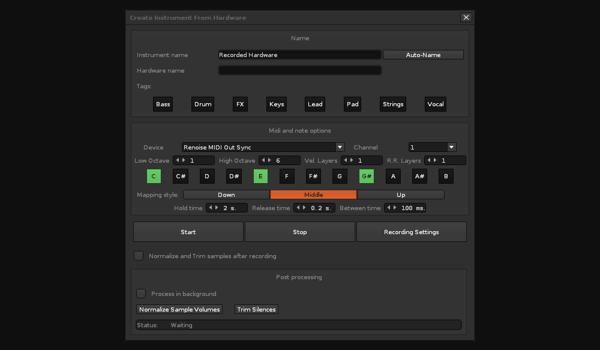 Create Instrument From Hardware
Name
Instrument name Recorded Hardware Auto-Name
Hardware name
Tags:
Bass Drum FX Keys Lead Pad Strings Vocal
Midi and note options
Device Renoise MIDI Out Sync Channel 1
Low Octave 1 High Octave 6 Vel. Layers 1 R.R. Layers 1
C C# D D# E F F# G G# A A# B
Mapping style Down Middle Up
Hold time 2 s. Release time 0.2 s. Between time 100 ms.
Start Stop Recording Settings
Normalize and Trim samples after recording
Post processing
Process in background
Normalize Sample Volumes Trim Silences
Status: Waiting